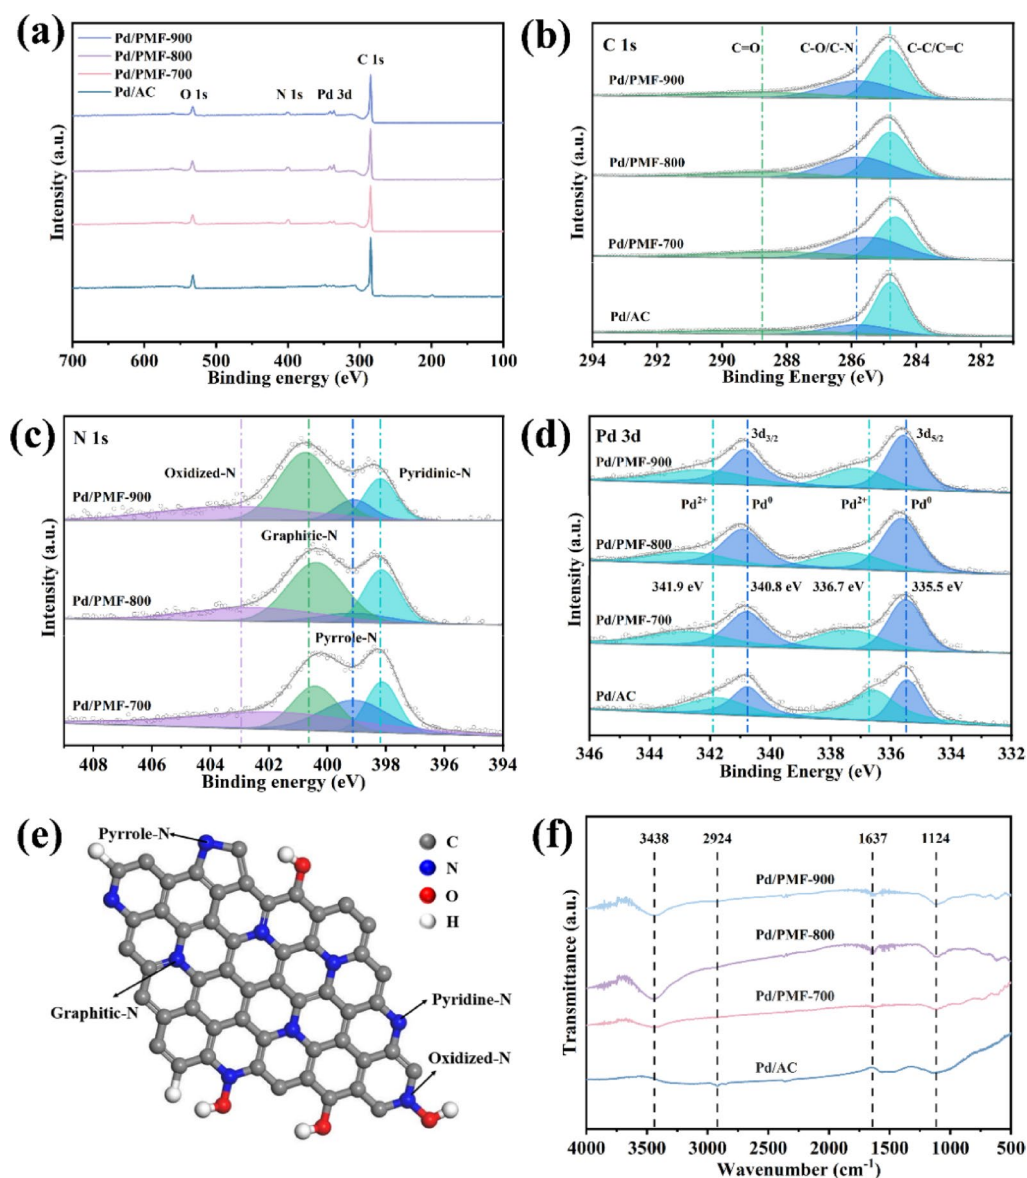 (a)
Pd/PMF-900
Pd/PMF-800
Pd/PMF-700
Pd/AC
O 1s
N 1s
Pd 3d
C 1s
Intensity (a.u.)
700 600 500 400 300 200 100
Binding energy (eV)
(b)
C 1s
C=O
C-O/C-N
C-C/C=C
Pd/PMF-900
Pd/PMF-800
Pd/PMF-700
Pd/AC
Intensity (a.u.)
294 292 290 288 286 284 282
Binding Energy (eV)
(c)
N 1s
Oxidized-N
Pyridinic-N
Pd/PMF-900
Graphitic-N
Pd/PMF-800
Pyrrole-N
Pd/PMF-700
Intensity (a.u.)
408 406 404 402 400 398 396 394
Binding energy (eV)
(d)
Pd 3d
3d3/2
3d5/2
Pd/PMF-900
Pd2+
Pd0
Pd2+
Pd0
Pd/PMF-800
341.9 eV
340.8 eV
336.7 eV
335.5 eV
Pd/PMF-700
Pd/AC
Intensity (a.u.)
346 344 342 340 338 336 334 332
Binding Energy (eV)
(e)
Pyrrole-N
C
N
O
H
Graphitic-N
Pyridine-N
Oxidized-N
(f)
3438 2924 1637 1124
Pd/PMF-900
Pd/PMF-800
Pd/PMF-700
Pd/AC
Transmittance (a.u.)
4000 3500 3000 2500 2000 1500 1000 500
Wavenumber (cm-1)